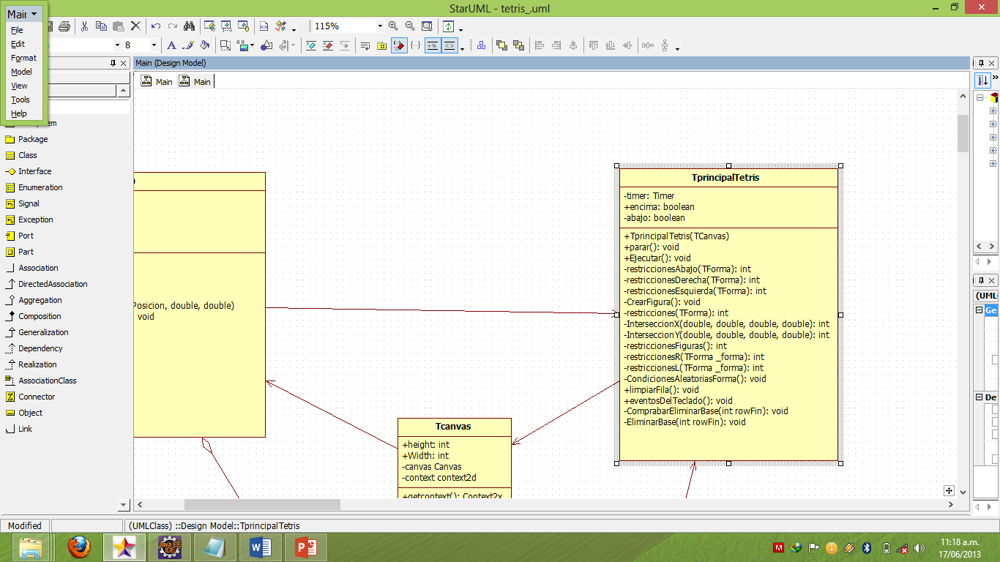 StarUML - tetris_.uml
Main
File
Edit
Format
Model
View
Tools
Help
115%
8
Main (Design Model)
Main
Main
Package
Class
Interface
Enumeration
Signal
Exception
Port
Part
Association
DirectedAssociation
Aggregation
Composition
Generalization
Dependency
Realization
AssociationClass
Connector
Object
Link
Posicion, double, double)
void
TprincipalTetris
-timer: Timer
+encima: boolean
-abajo: boolean
+TprincipalTetris(TCanvas)
+parar(): void
+Ejecutar(): void
-restriccionesAbajo(TForma): int
-restriccionesDerecha(TForma): int
-restriccionesEsquierda(TForma): int
-CrearFigura(): void
-restricciones(TForma): int
-InterseccionX(double, double, double, double): int
-InterseccionY(double, double, double, double): int
-restriccionesFiguras(): int
-restriccionesR(TForma _forma): int
-restriccionesL(TForma _forma): int
-CondicionesAleatoriasForma(): void
+limpiarFila(): void
+eventosDelTeclado(): void
-ComprabarEliminarBase(int rowFin): void
-EliminarBase(int rowFin): void
Tcanvas
+height: int
+Width: int
-canvas Canvas
-context context2d
+getcontext(): Context2x
(UML
Ge
De
Modified
(UMLClass) ::Design Model::TprincipalTetris
Java EE
IDE
11:18 a.m.
17/06/2013